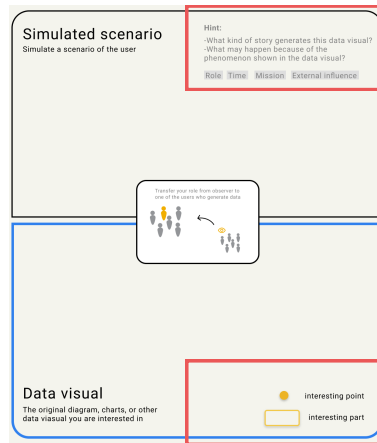 Simulated scenario
Simulate a scenario of the user
Hint:
-What kind of story generates this data visual?
-What may happen because of the
phenomenon shown in the data visual?
Role Time Mission External influence
Transfer your role from observer to
one of the users who generate data
Data visual
The original diagram, charts, or other
data viasual you are interested in
interesting point
interesting part